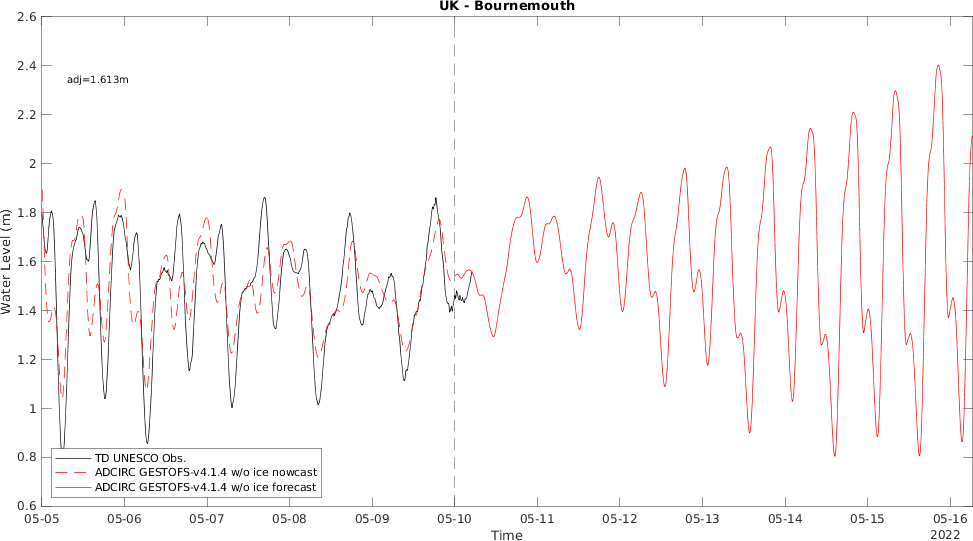 UK - Bournemouth
2.6
2.4
2.2
2
1.8
1.6
1.4
1.2
1
0.8
0.6
Water Level (m)
adj=1.613m
TD UNESCO Obs.
ADCIRC GESTOFS-v4.1.4 w/o ice nowcast
ADCIRC GESTOFS-v4.1.4 w/o ice forecast
05-05 05-06 05-07 05-08 05-09 05-10 05-11 05-12 05-13 05-14 05-15 05-16
Time
2022